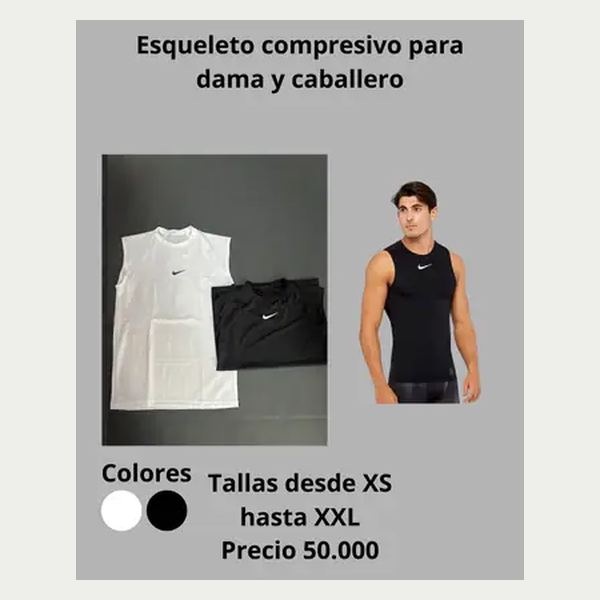 Esqueleto compresivo para
dama y caballero
Colores
Tallas desde XS
hasta XXL
Precio 50.000